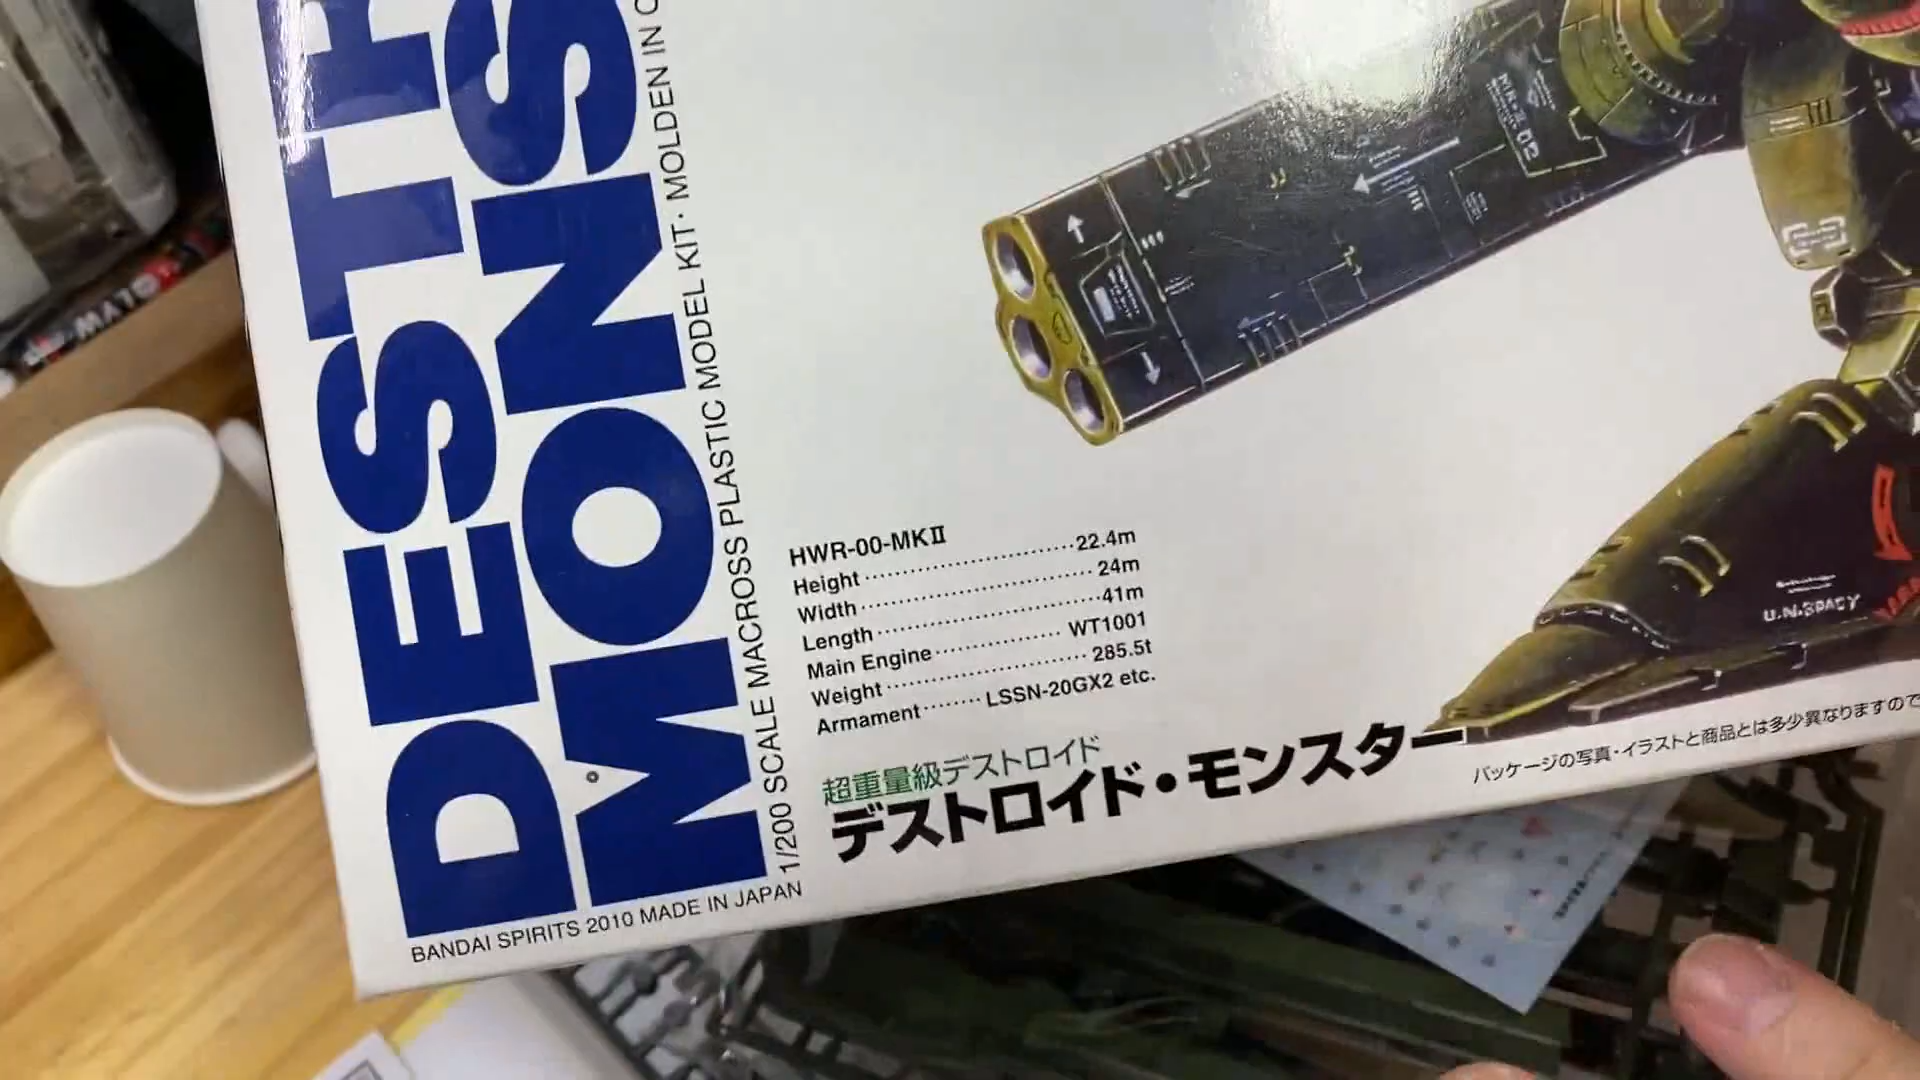 DEST
MONS
1/200 SCALE MACROSS PLASTIC MODEL KIT· MOLDEN IN
BANDAI SPIRITS 2010 MADE IN JAPAN
HWR-00-MKⅡ
Height ……………………… 22.4m
Width ……………………… 24m
Length ……………………… 41m
Main Engine ……………… WT1001
Weight ……………………… 285.5t
Armament ……… LSSN-20GX2 etc.
超重量級デストロイド
デストロイド・モンスター
パッケージの写真・イラストと商品とは多少異なりますので
MK-Ⅱ 02
U.N.SPACY